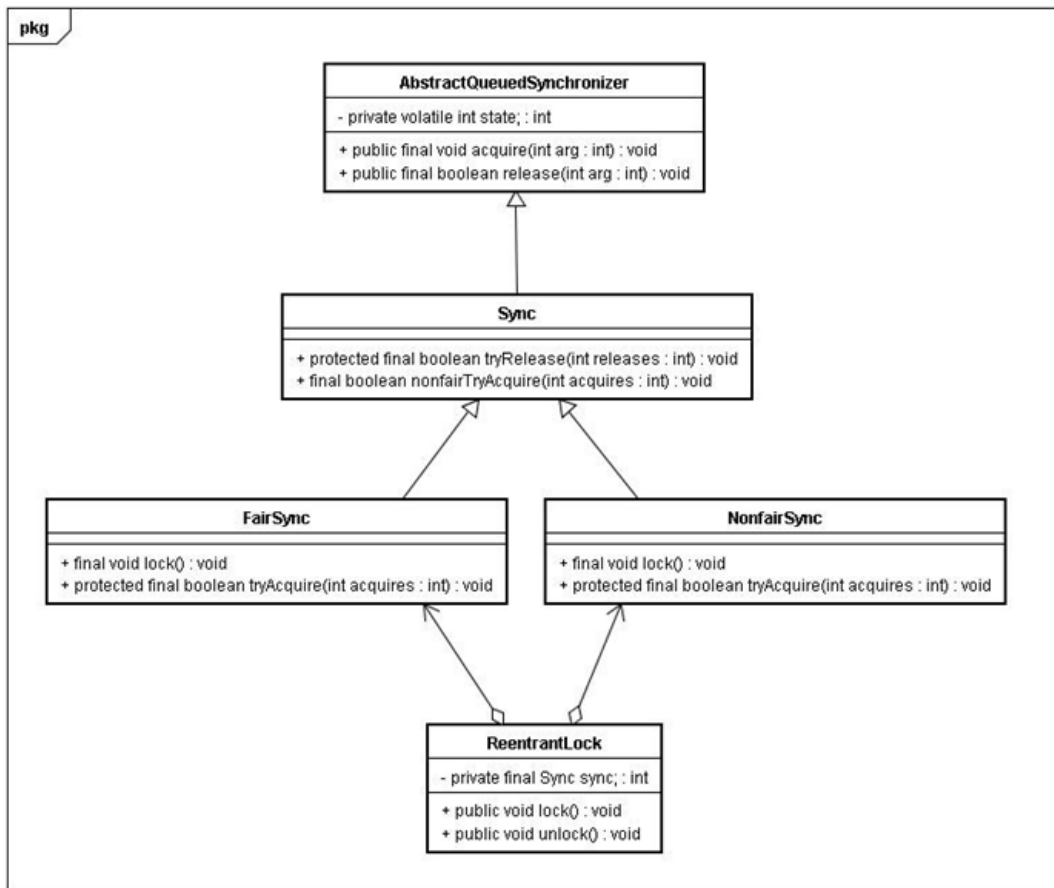 pkg
AbstractQueuedSynchronizer
- private volatile int state; : int
+ public final void acquire(int arg : int) : void
+ public final boolean release(int arg : int) : void
Sync
+ protected final boolean tryRelease(int releases : int) : void
+ final boolean nonfairTryAcquire(int acquires : int) : void
FairSync
+ final void lock() : void
+ protected final boolean tryAcquire(int acquires : int) : void
NonfairSync
+ final void lock() : void
+ protected final boolean tryAcquire(int acquires : int) : void
ReentrantLock
- private final Sync sync; : int
+ public void lock() : void
+ public void unlock() : void